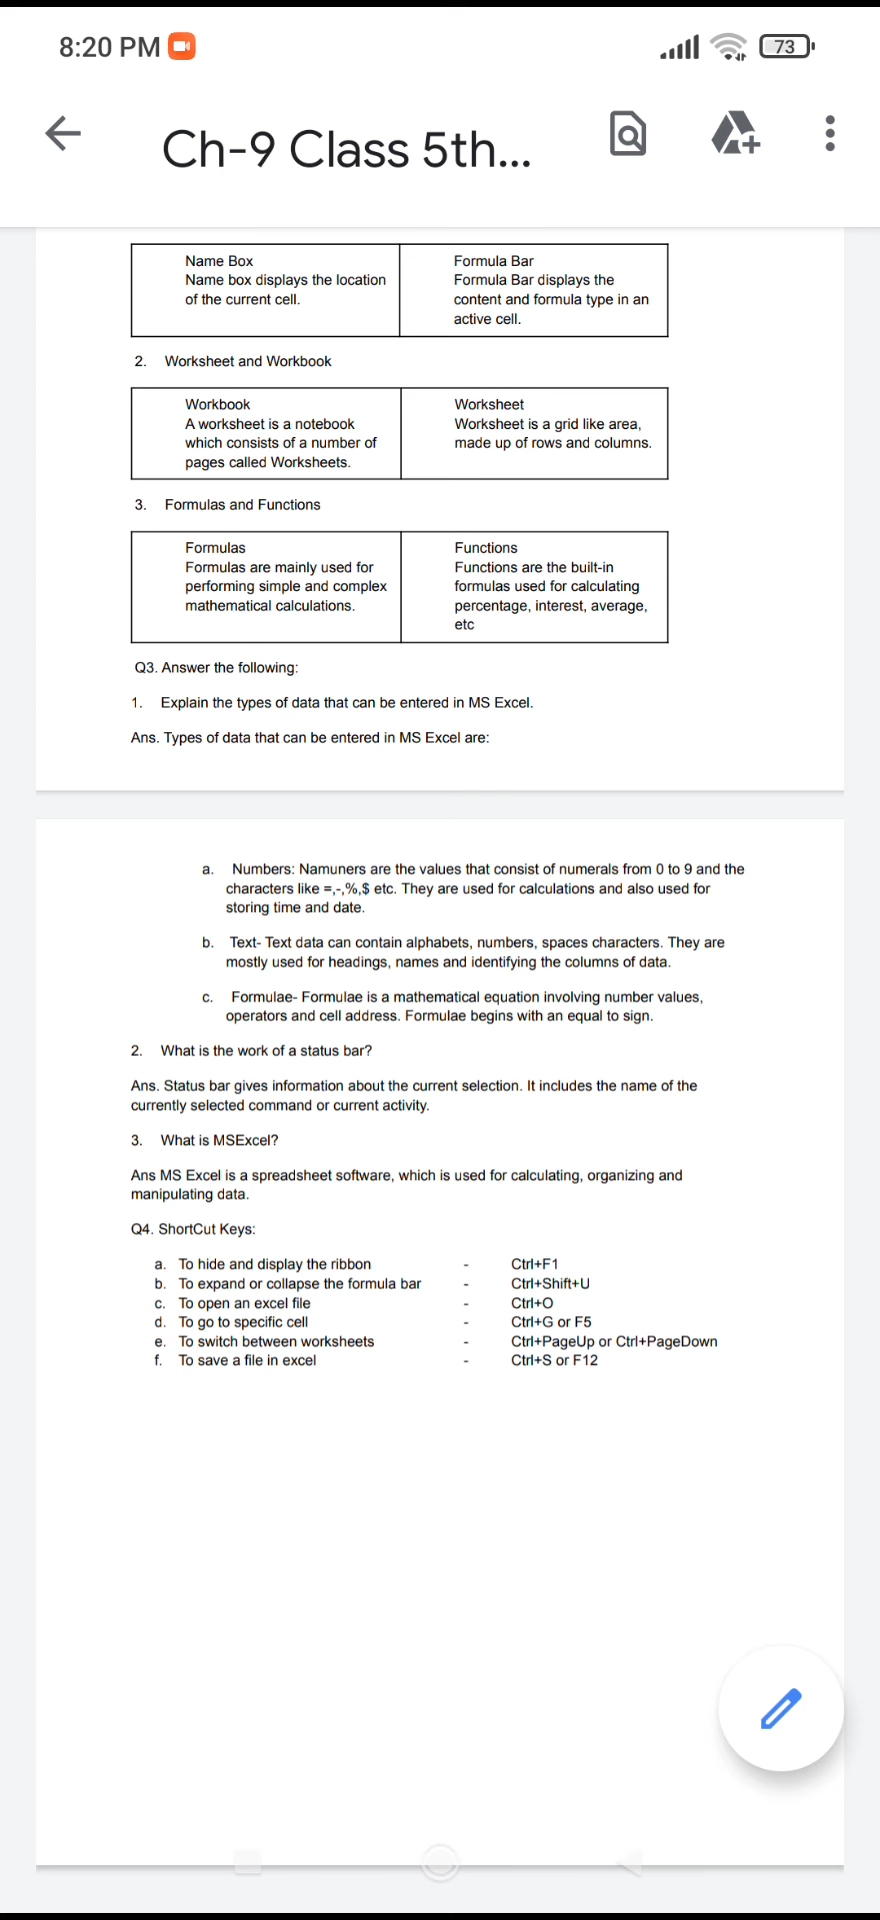 8:20 PM
73
Ch-9 Class 5th...
Name Box
Name box displays the location
of the current cell.
Formula Bar
Formula Bar displays the
content and formula type in an
active cell.
2. Worksheet and Workbook
Workbook
A worksheet is a notebook
which consists of a number of
pages called Worksheets.
Worksheet
Worksheet is a grid like area,
made up of rows and columns.
3. Formulas and Functions
Formulas
Formulas are mainly used for
performing simple and complex
mathematical calculations.
Functions
Functions are the built-in
formulas used for calculating
percentage, interest, average,
etc
Q3. Answer the following:
1. Explain the types of data that can be entered in MS Excel.
Ans. Types of data that can be entered in MS Excel are:
a. Numbers: Namuners are the values that consist of numerals from 0 to 9 and the
characters like =,-,%,$ etc. They are used for calculations and also used for
storing time and date.
b. Text- Text data can contain alphabets, numbers, spaces characters. They are
mostly used for headings, names and identifying the columns of data.
c. Formulae- Formulae is a mathematical equation involving number values,
operators and cell address. Formulae begins with an equal to sign.
2. What is the work of a status bar?
Ans. Status bar gives information about the current selection. It includes the name of the
currently selected command or current activity.
3. What is MSExcel?
Ans MS Excel is a spreadsheet software, which is used for calculating, organizing and
manipulating data.
Q4. ShortCut Keys:
a. To hide and display the ribbon - Ctrl+F1
b. To expand or collapse the formula bar - Ctrl+Shift+U
c. To open an excel file - Ctrl+O
d. To go to specific cell - Ctrl+G or F5
e. To switch between worksheets - Ctrl+PageUp or Ctrl+PageDown
f. To save a file in excel - Ctrl+S or F12